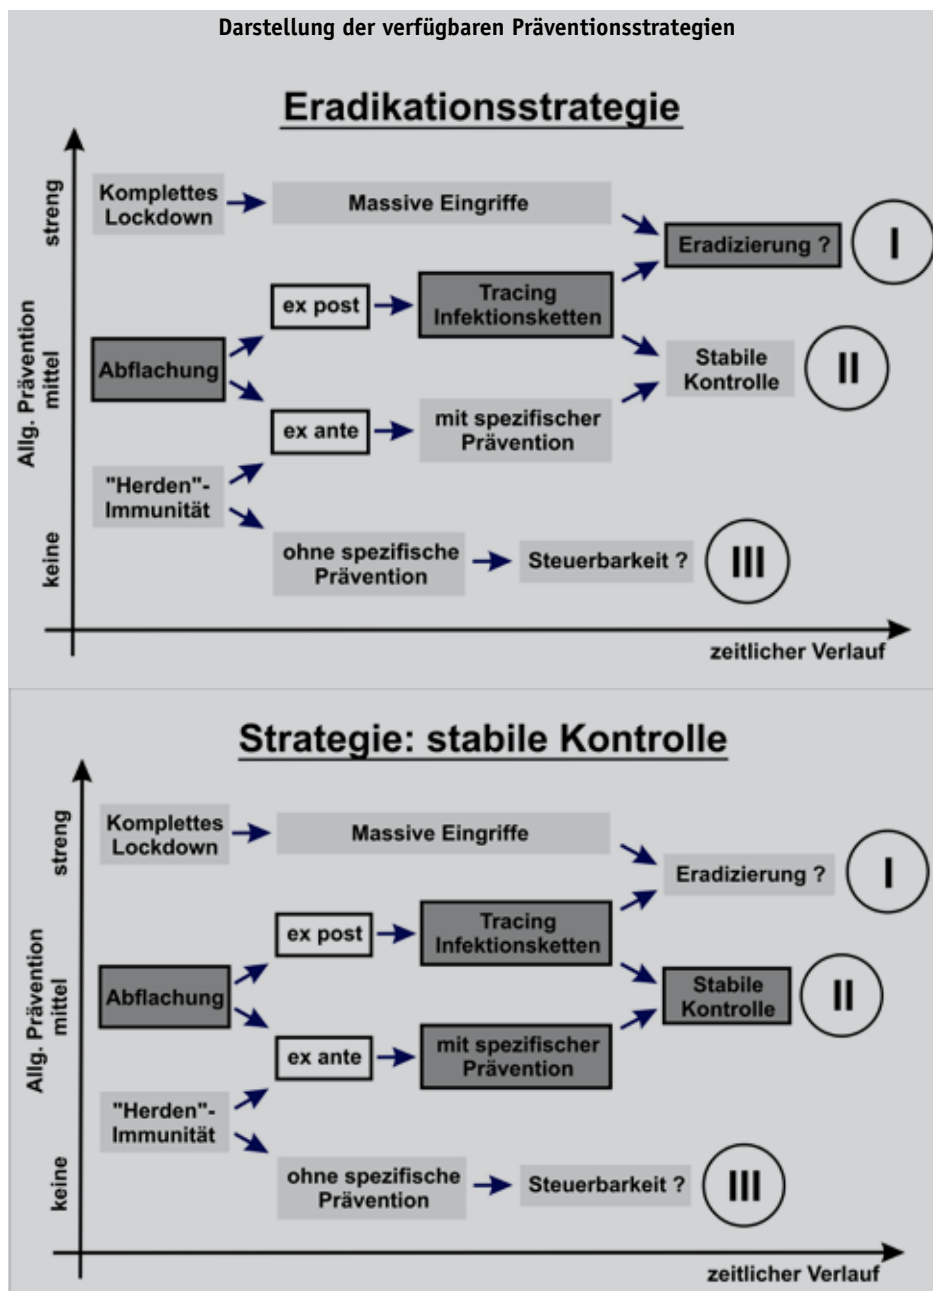 Darstellung der verfügbaren Präventionsstrategien
Eradikationsstrategie
Allg. Prävention
streng
mittel
keine
Komplettes
Lockdown
Massive Eingriffe
Eradizierung ?
I
ex post
Tracing
Infektionsketten
Abflachung
Stabile
Kontrolle
II
ex ante
mit spezifischer
Prävention
"Herden"-
Immunität
ohne spezifische
Prävention
Steuerbarkeit ?
III
zeitlicher Verlauf
Strategie: stabile Kontrolle
Allg. Prävention
streng
mittel
keine
Komplettes
Lockdown
Massive Eingriffe
Eradizierung ?
I
ex post
Tracing
Infektionsketten
Abflachung
Stabile
Kontrolle
II
ex ante
mit spezifischer
Prävention
"Herden"-
Immunität
ohne spezifische
Prävention
Steuerbarkeit ?
III
zeitlicher Verlauf